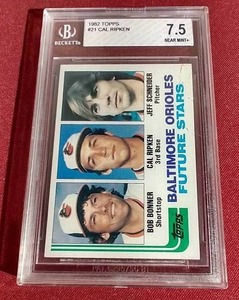 BECKETT
1982 TOPPS
#21 CAL RIPKEN
7.5
NEAR MINT+
JEFF SCHNEIDER
Pitcher
CAL RIPKEN
3rd Base
BOB BONNER
Shortstop
BALTIMORE ORIOLES
FUTURE STARS
Topps